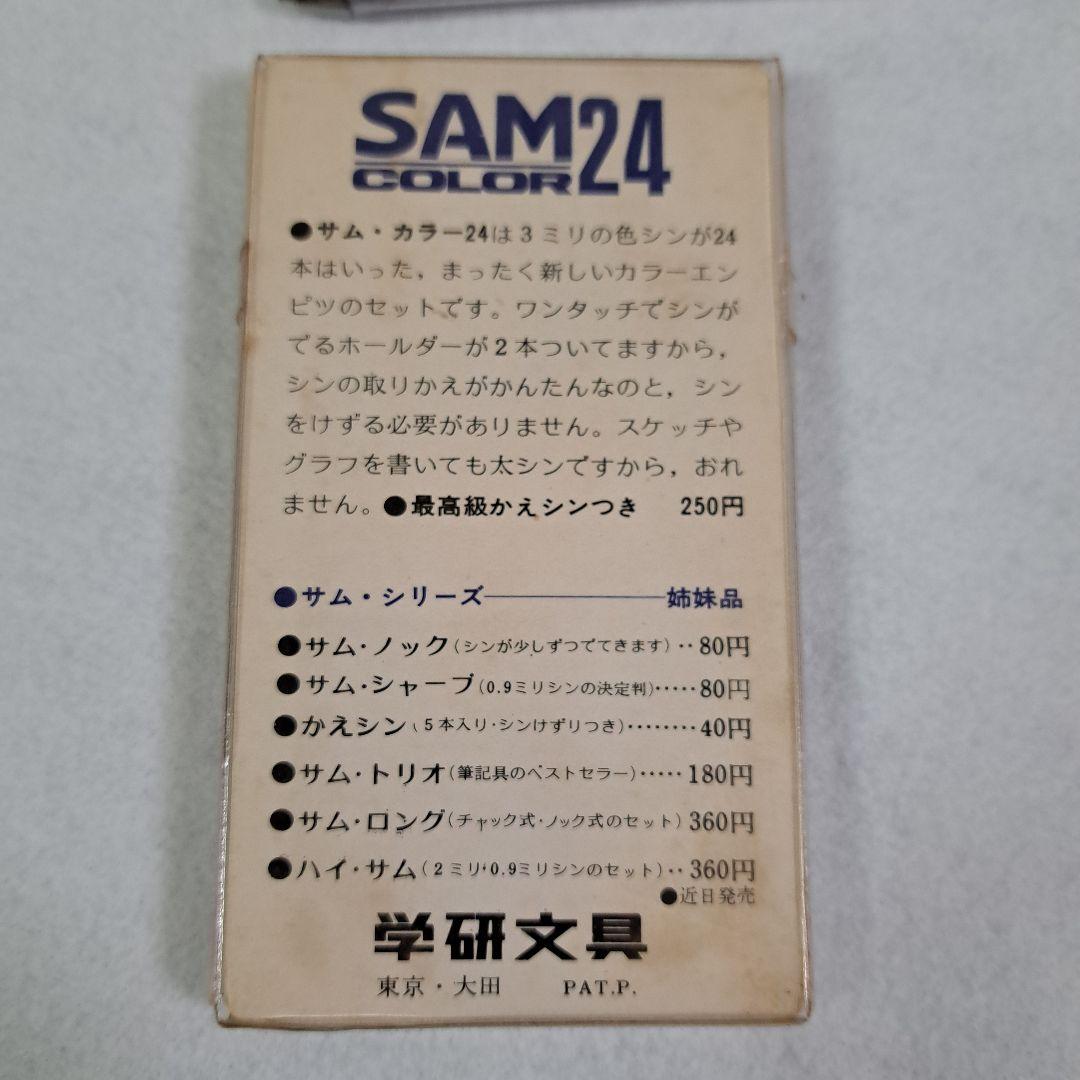 SAM
COLOR24
●サム・カラー24は3ミリの色シンが24
本はいった，まったく新しいカラーエン
ピツのセットです。ワンタッチでシンが
でるホールダーが2本ついてますから，
シンの取りかえがかんたんなのと，シン
をけずる必要がありません。スケッチや
グラフを書いても太シンですから，おれ
ません。●最高級かえシンつき 250円
●サム・シリーズ────姉妹品
●サム・ノック(シンが少しずつでてきます)‥80円
●サム・シャープ(0.9ミリシンの決定判)‥‥‥80円
●かえシン(5本入り・シンけずりつき)‥‥‥‥40円
●サム・トリオ(筆記具のベストセラー)‥‥‥180円
●サム・ロング(チャック式・ノック式のセット)360円
●ハイ・サム(2ミリ・0.9ミリシンのセット)‥360円
●近日発売
学研文具
東京・大田 PAT.P.